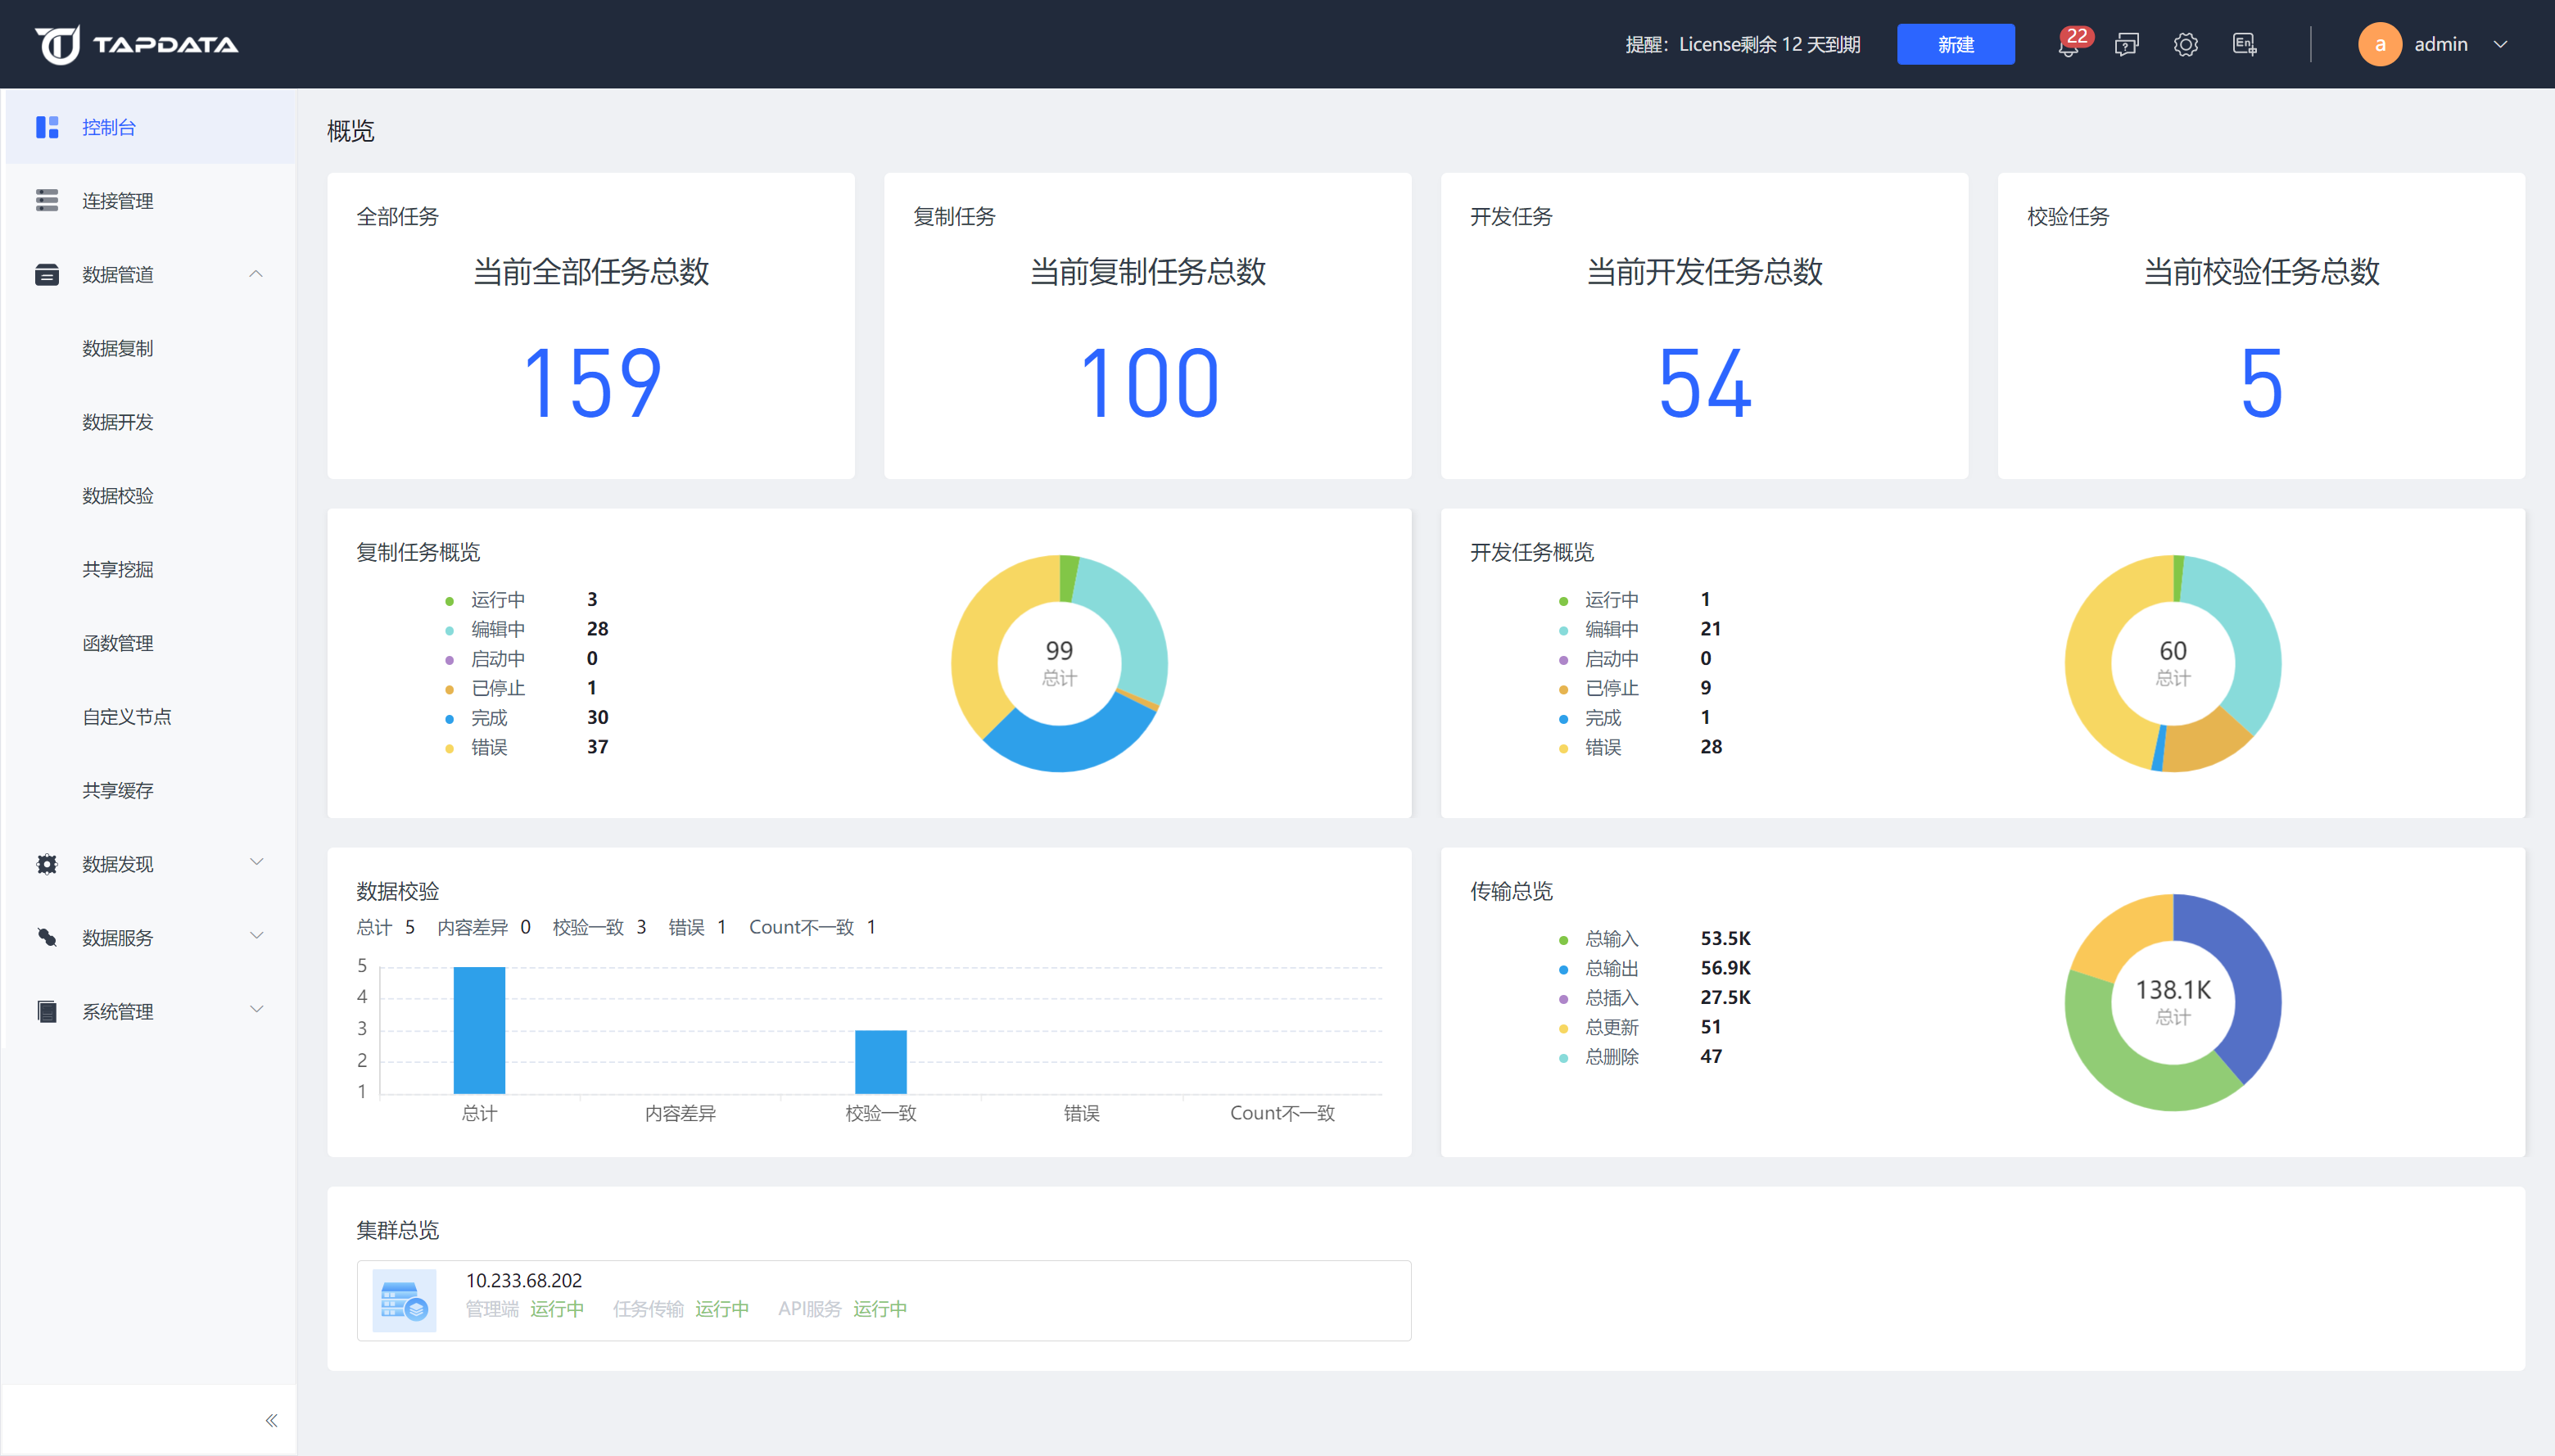 TAPDATA
提醒：License剩余 12 天到期
新建
22
En
a
admin
控制台
连接管理
数据管道
数据复制
数据开发
数据校验
共享挖掘
函数管理
自定义节点
共享缓存
数据发现
数据服务
系统管理
概览
全部任务
当前全部任务总数
159
复制任务
当前复制任务总数
100
开发任务
当前开发任务总数
54
校验任务
当前校验任务总数
5
复制任务概览
运行中 3
编辑中 28
启动中 0
已停止 1
完成 30
错误 37
99
总计
开发任务概览
运行中 1
编辑中 21
启动中 0
已停止 9
完成 1
错误 28
60
总计
数据校验
总计 5 内容差异 0 校验一致 3 错误 1 Count不一致 1
5
4
3
2
1
总计 内容差异 校验一致 错误 Count不一致
传输总览
总输入 53.5K
总输出 56.9K
总插入 27.5K
总更新 51
总删除 47
138.1K
总计
集群总览
10.233.68.202
管理端 运行中 任务传输 运行中 API服务 运行中